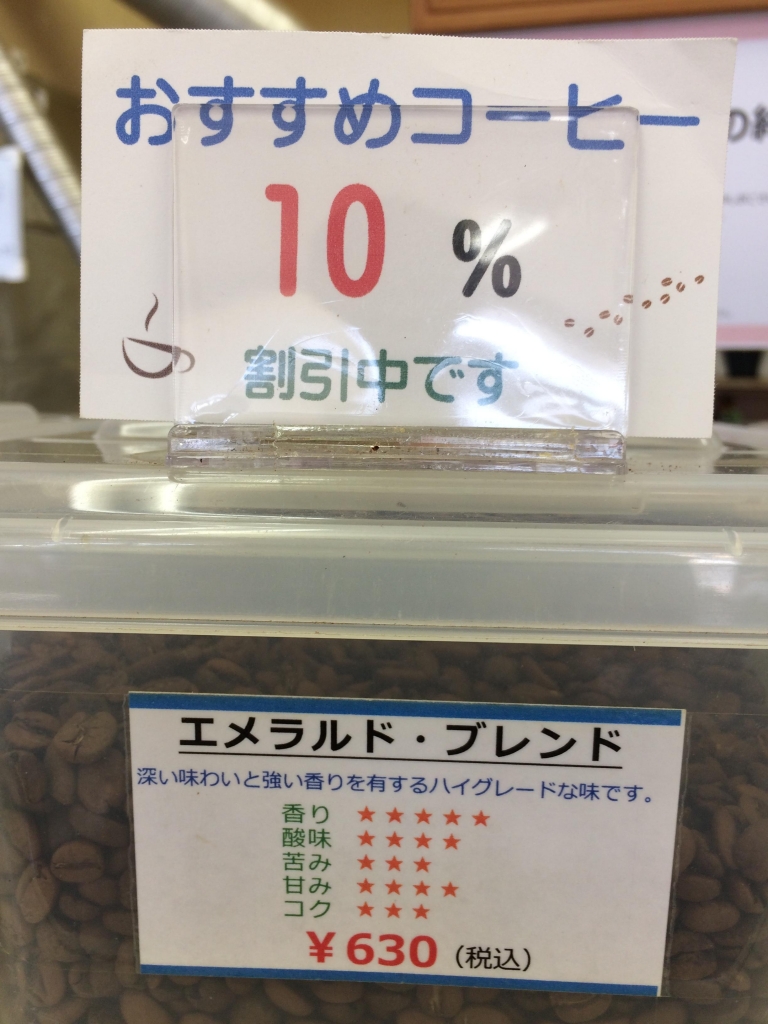 おすすめコーヒー
10 %
割引中です
エメラルド・ブレンド
深い味わいと強い香りを有するハイグレードな味です。
香り ★★★★★
酸味 ★★★★
苦み ★★★
甘み ★★★★
コク ★★★
￥630 (税込)